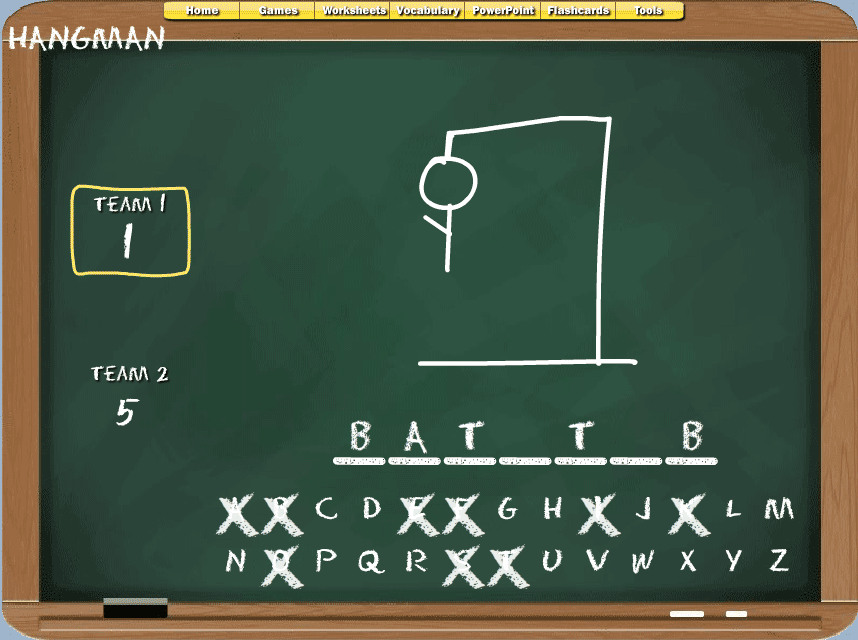 Home Games Worksheets Vocabulary PowerPoint Flashcards Tools
HANGMAN
TEAM 1
1
TEAM 2
5
B A T T B
C D G H J L M
N P Q R U V W X Y Z